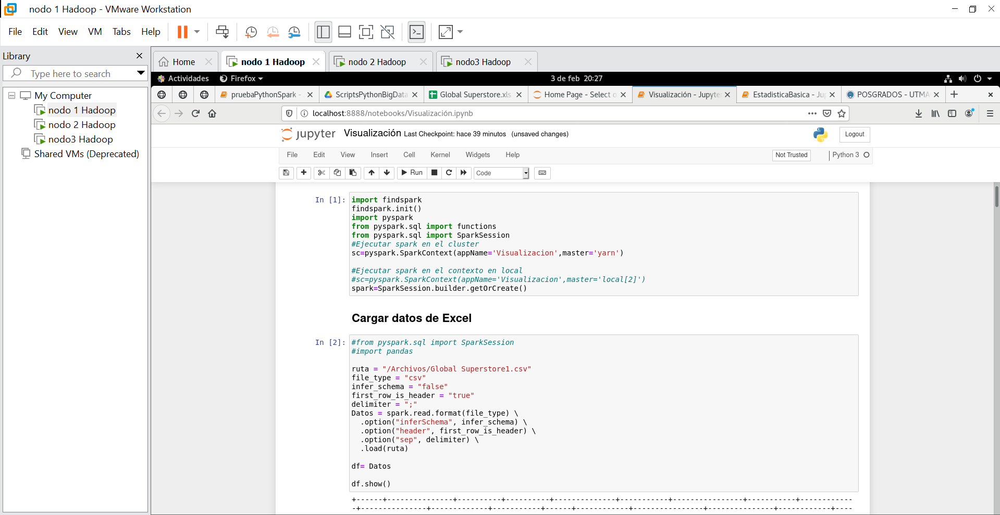 nodo 1 Hadoop - VMware Workstation
File Edit View VM Tabs Help
Library
Type here to search
My Computer
nodo 1 Hadoop
nodo 2 Hadoop
nodo3 Hadoop
Shared VMs (Deprecated)
Home nodo 1 Hadoop nodo 2 Hadoop nodo3 Hadoop
Actividades Firefox 3 de feb 20:27
pruebaPythonSpark - ScriptsPythonBigData Global Superstore.xls Home Page - Select o Visualización - Jupyte EstadisticaBasica - Ju POSGRADOS - UTMA
localhost:8888/notebooks/Visualización.ipynb
jupyter Visualización Last Checkpoint: hace 39 minutos (unsaved changes) Logout
File Edit View Insert Cell Kernel Widgets Help Not Trusted Python 3
Run Code
In [1]: import findspark
findspark.init()
import pyspark
from pyspark.sql import functions
from pyspark.sql import SparkSession
#Ejecutar spark en el cluster
sc=pyspark.SparkContext(appName='Visualizacion',master='yarn')
#Ejecutar spark en el contexto en local
#sc=pyspark.SparkContext(appName='Visualizacion',master='local[2]')
spark=SparkSession.builder.getOrCreate()
Cargar datos de Excel
In [2]: #from pyspark.sql import SparkSession
#import pandas
ruta = "/Archivos/Global Superstore1.csv"
file_type = "csv"
infer_schema = "false"
first_row_is_header = "true"
delimiter = ";"
Datos = spark.read.format(file_type) \
.option("inferSchema", infer_schema) \
.option("header", first_row_is_header) \
.option("sep", delimiter) \
.load(ruta)
df= Datos
df.show()
+------+---------------+----------+----------+--------------+-----------+----------------+-----------+------------
-+---------------+-------------+-----------+------+------------+----------------+---------------+------------+----